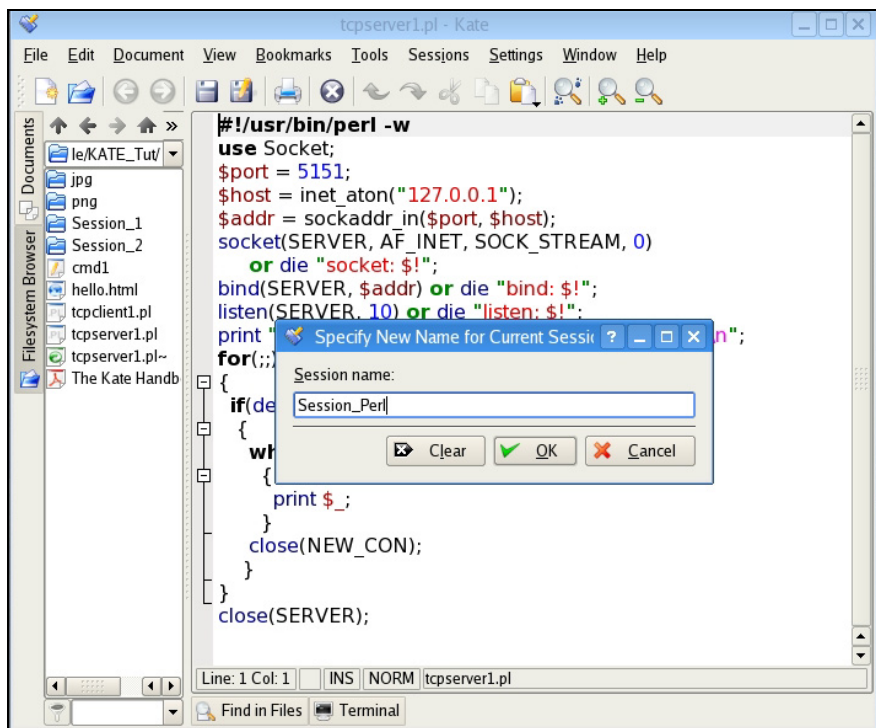 tcpserver1.pl - Kate
File Edit Document View Bookmarks Tools Sessions Settings Window Help
Documents
Filesystem Browser
le/KATE_Tut/
jpg
png
Session_1
Session_2
cmd1
hello.html
tcpclient1.pl
tcpserver1.pl
tcpserver1.pl~
The Kate Handb
#!/usr/bin/perl -w
use Socket;
$port = 5151;
$host = inet_aton("127.0.0.1");
$addr = sockaddr_in($port, $host);
socket(SERVER, AF_INET, SOCK_STREAM, 0)
or die "socket: $!";
bind(SERVER, $addr) or die "bind: $!";
listen(SERVER, 10) or die "listen: $!";
print " n";
for(;;)
{
if(de
{
wh
{
print $_;
}
close(NEW_CON);
}
}
close(SERVER);
Specify New Name for Current Sessi
Session name:
Session_Perl
Clear OK Cancel
Line: 1 Col: 1 INS NORM tcpserver1.pl
Find in Files Terminal